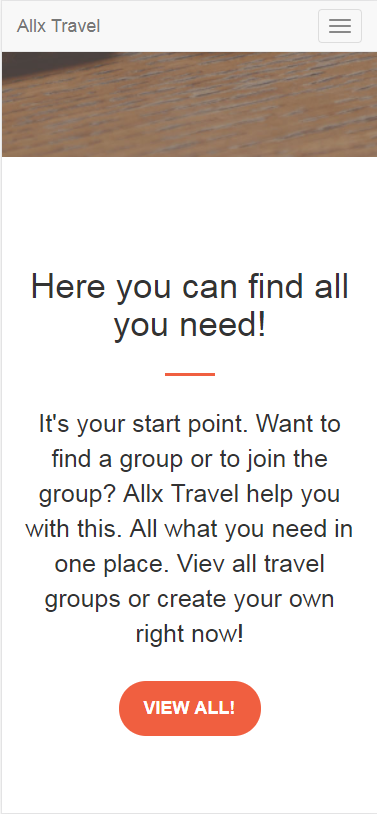 Allx Travel
Here you can find all
you need!
It's your start point. Want to
find a group or to join the
group? Allx Travel help you
with this. All what you need in
one place. Viev all travel
groups or create your own
right now!
VIEW ALL!